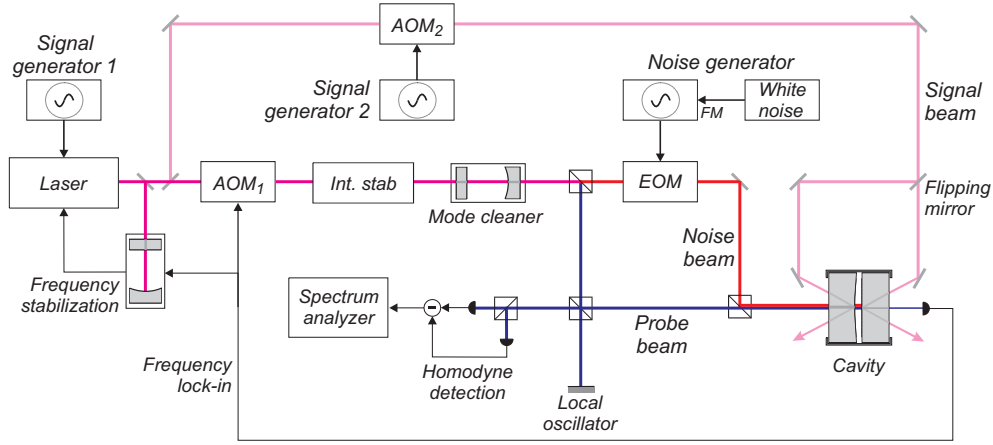 AOM2
Signal
generator 1
Signal
generator 2
Noise generator
FM
White
noise
Signal
beam
Laser
AOM1
Int. stab
Mode cleaner
EOM
Flipping
mirror
Noise
beam
Frequency
stabilization
Spectrum
analyzer
Probe
beam
Homodyne
detection
Frequency
lock-in
Local
oscillator
Cavity